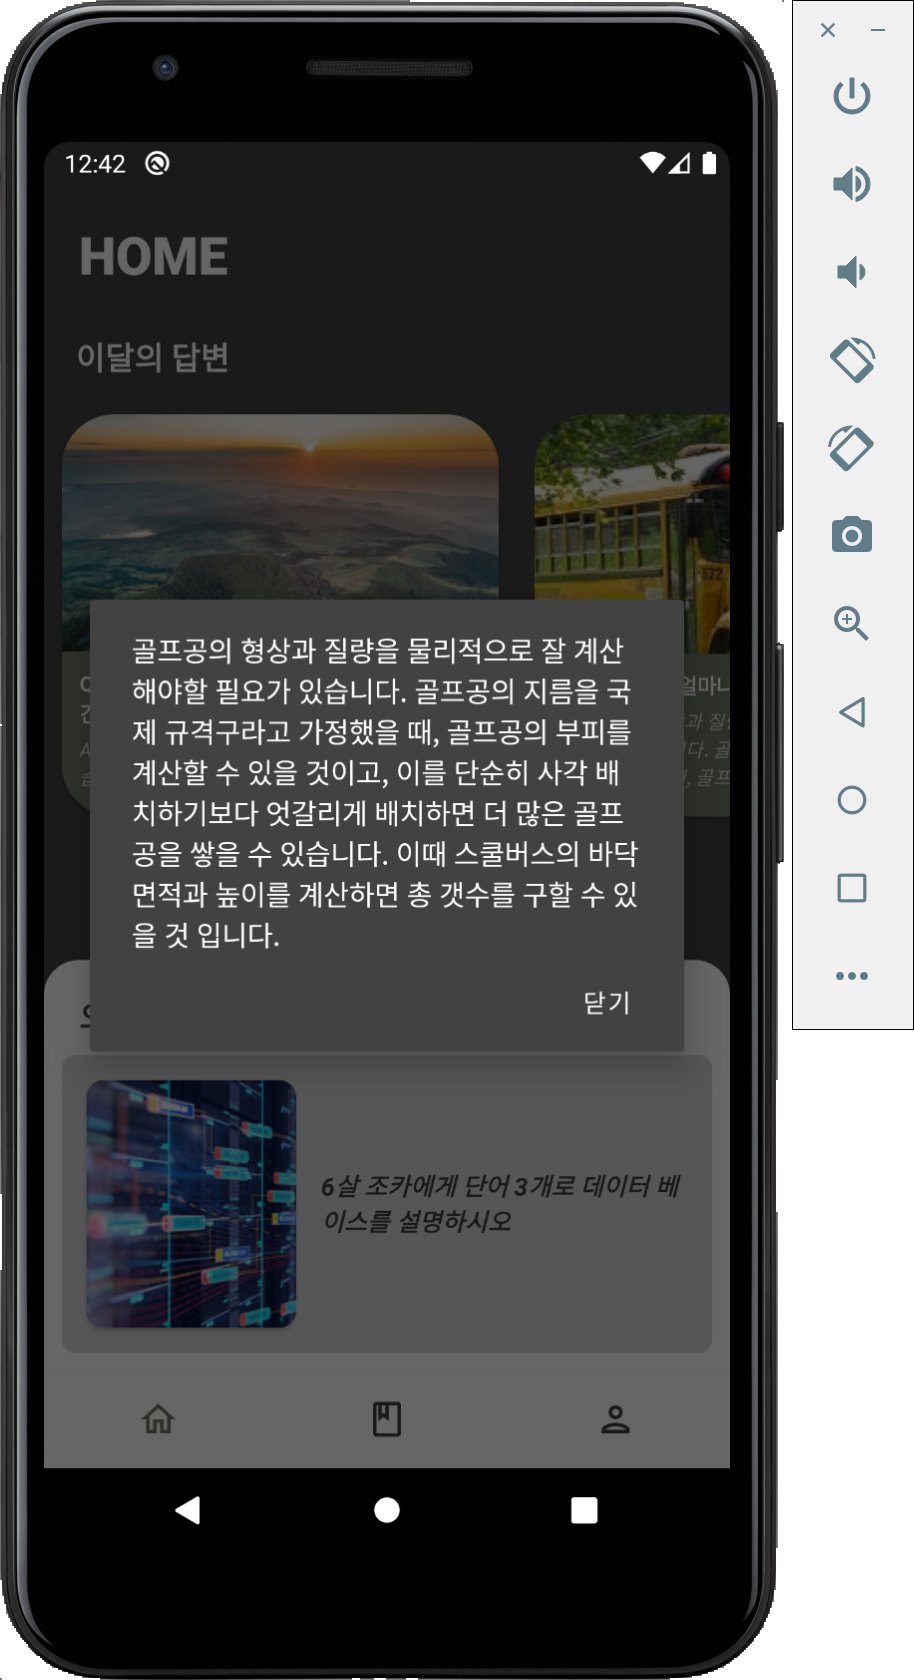 12:42
HOME
이달의 답변
572
얼마나
골프공의 형상과 질량을 물리적으로 잘 계산
해야할 필요가 있습니다. 골프공의 지름을 국
제 규격구라고 가정했을 때, 골프공의 부피를
계산할 수 있을 것이고, 이를 단순히 사각 배
치하기보다 엇갈리게 배치하면 더 많은 골프
공을 쌓을 수 있습니다. 이때 스쿨버스의 바닥
면적과 높이를 계산하면 총 갯수를 구할 수 있
을 것 입니다.
닫기
6살 조카에게 단어 3개로 데이터 베
이스를 설명하시오